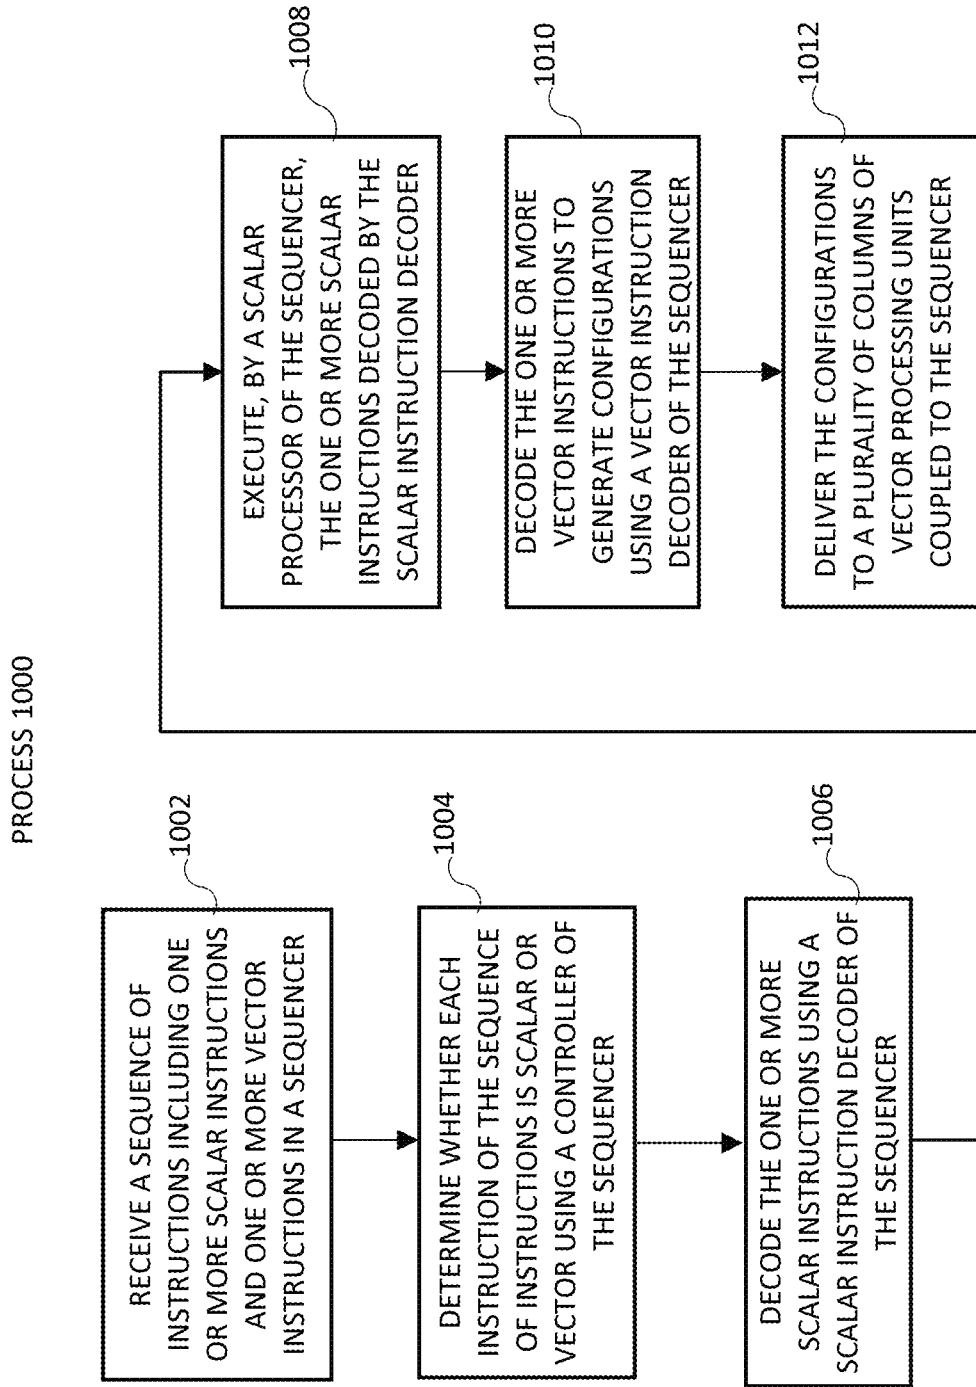 PROCESS 1000
RECEIVE A SEQUENCE OF
INSTRUCTIONS INCLUDING ONE
OR MORE SCALAR INSTRUCTIONS
AND ONE OR MORE VECTOR
INSTRUCTIONS IN A SEQUENCER
1002
DETERMINE WHETHER EACH
INSTRUCTION OF THE SEQUENCE
OF INSTRUCTIONS IS SCALAR OR
VECTOR USING A CONTROLLER OF
THE SEQUENCER
1004
DECODE THE ONE OR MORE
SCALAR INSTRUCTIONS USING A
SCALAR INSTRUCTION DECODER OF
THE SEQUENCER
1006
EXECUTE, BY A SCALAR
PROCESSOR OF THE SEQUENCER,
THE ONE OR MORE SCALAR
INSTRUCTIONS DECODED BY THE
SCALAR INSTRUCTION DECODER
1008
DECODE THE ONE OR MORE
VECTOR INSTRUCTIONS TO
GENERATE CONFIGURATIONS
USING A VECTOR INSTRUCTION
DECODER OF THE SEQUENCER
1010
DELIVER THE CONFIGURATIONS
TO A PLURALITY OF COLUMNS OF
VECTOR PROCESSING UNITS
COUPLED TO THE SEQUENCER
1012